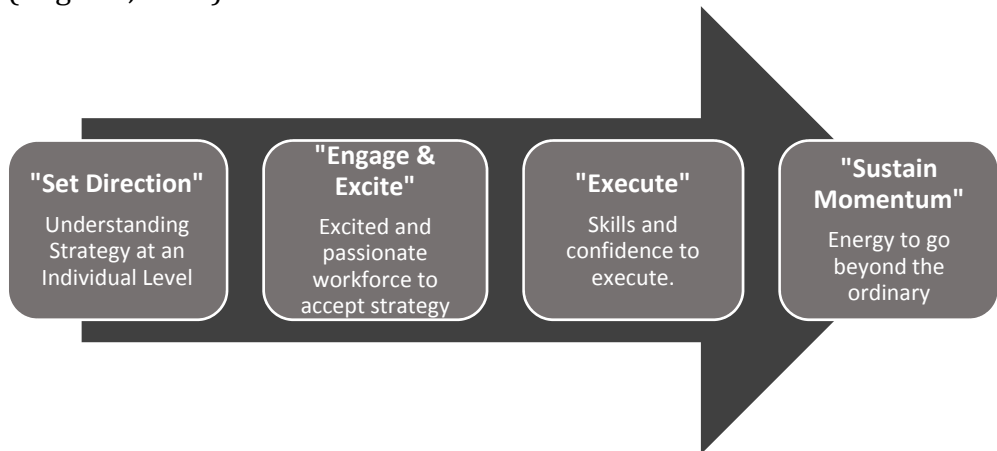 "Set Direction"
Understanding
Strategy at an
Individual Level
"Engage &
Excite"
Excited and
passionate
workforce to
accept strategy
"Execute"
Skills and
confidence to
execute.
"Sustain
Momentum"
Energy to go
beyond the
ordinary